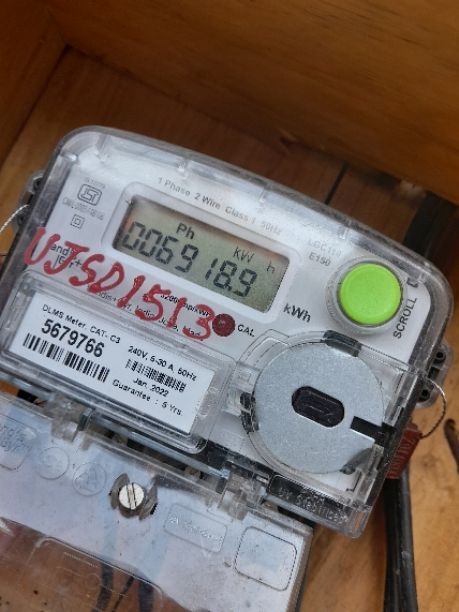 1 Phase 2 Wire Class 1 50Hz
E150
Ph
kW h
006918.9
kWh
SCROLL
UJSD1513
CAL
DLMS Meter, CAT- C3
5679766
240V, 5-30 A, 50Hz
Jan. 2022
Guarantee : 5 Yrs.